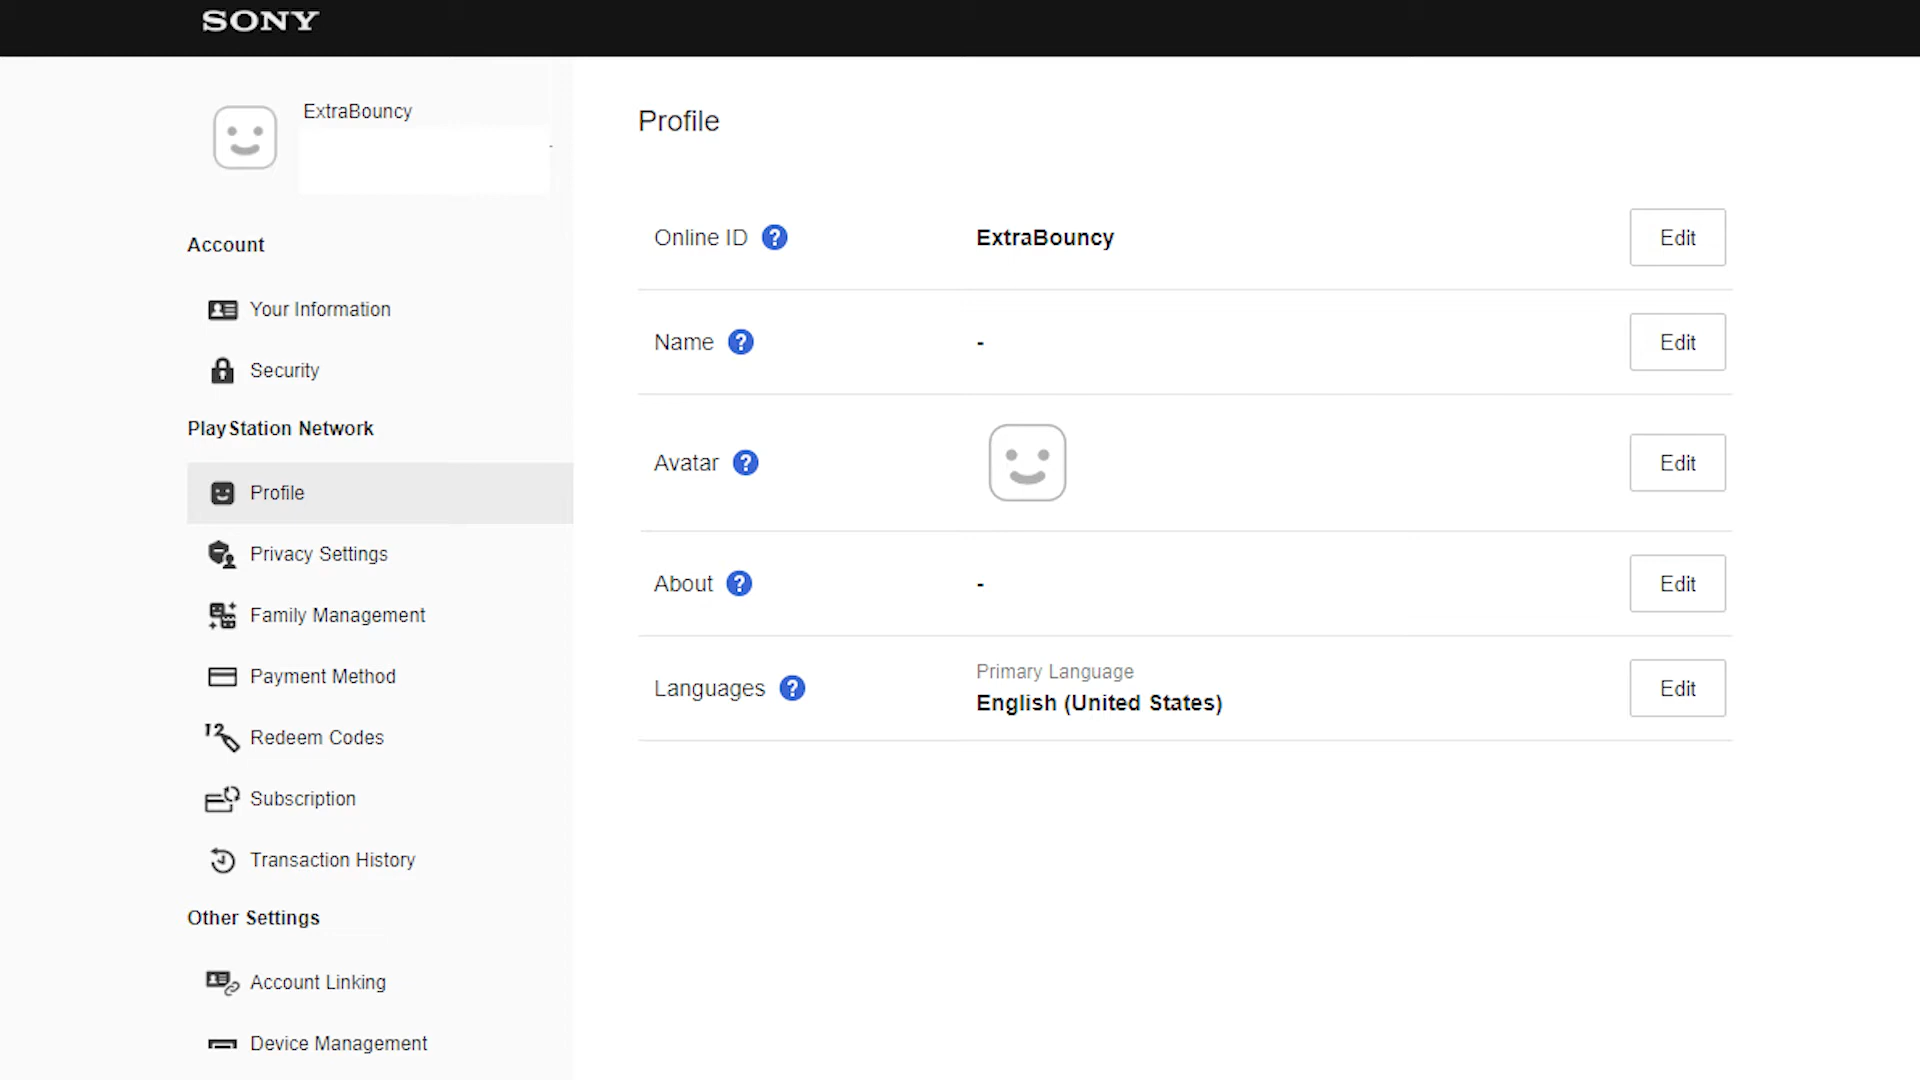 SONY
ExtraBouncy
Account
Your Information
Security
PlayStation Network
Profile
Privacy Settings
Family Management
Payment Method
Redeem Codes
Subscription
Transaction History
Other Settings
Account Linking
Device Management
Profile
Online ID ? ExtraBouncy Edit
Name ? - Edit
Avatar ? Edit
About ? - Edit
Languages ? Primary Language
English (United States) Edit